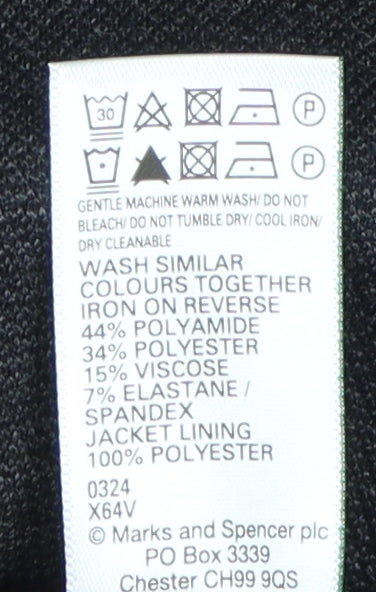 30 P
P
GENTLE MACHINE WARM WASH/ DO NOT
BLEACH/ DO NOT TUMBLE DRY/ COOL IRON/
DRY CLEANABLE
WASH SIMILAR
COLOURS TOGETHER
IRON ON REVERSE
44% POLYAMIDE
34% POLYESTER
15% VISCOSE
7% ELASTANE /
SPANDEX
JACKET LINING
100% POLYESTER
0324
X64V
© Marks and Spencer plc
PO Box 3339
Chester CH99 9QS